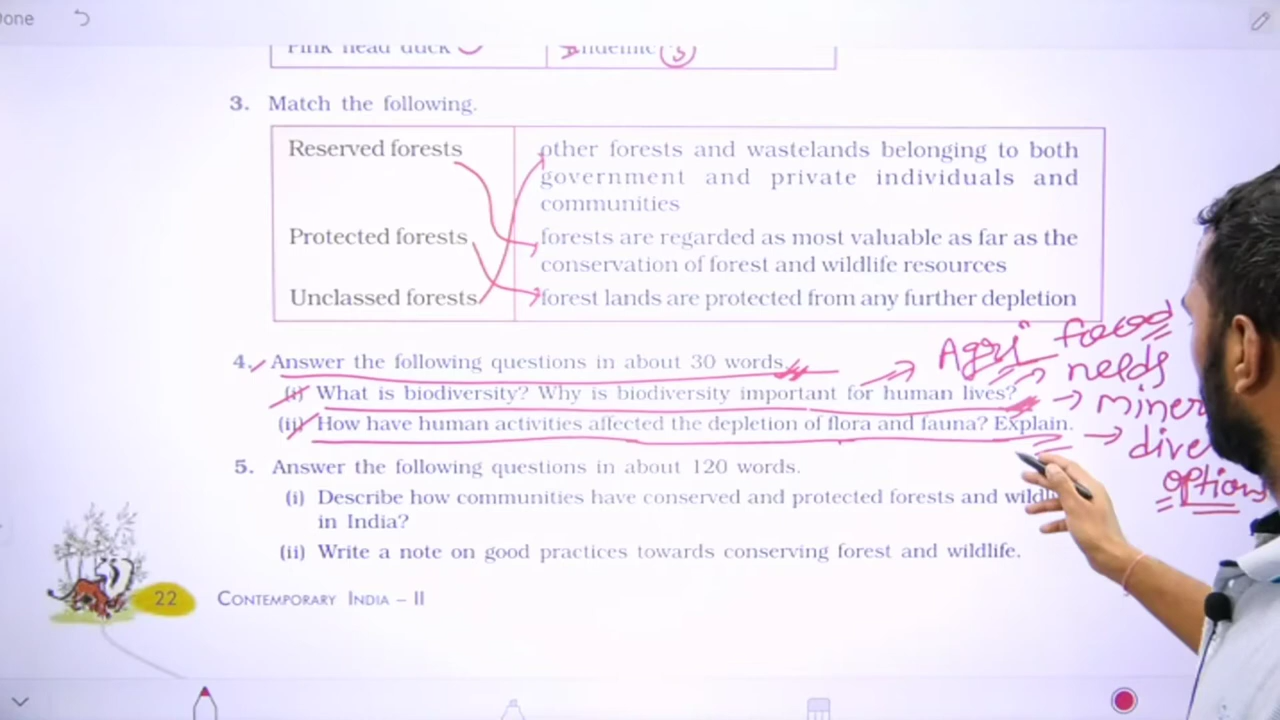 Pink head duck
3. Match the following.
Reserved forests
other forests and wastelands belonging to both
government and private individuals and
communities
Protected forests
forests are regarded as most valuable as far as the
conservation of forest and wildlife resources
Unclassed forests
forest lands are protected from any further depletion
4. Answer the following questions in about 30 words.
(i) What is biodiversity? Why is biodiversity important for human lives?
(ii) How have human activities affected the depletion of flora and fauna? Explain.
→ Agri food
→ needs
→ miner
→ dive
options
5. Answer the following questions in about 120 words.
(i) Describe how communities have conserved and protected forests and
in India?
(ii) Write a note on good practices towards conserving forest and wildlife.
22 CONTEMPORARY INDIA – II